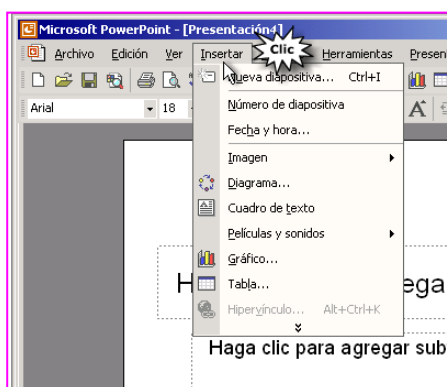 Microsoft PowerPoint - [Presentación4]
Clic
Archivo Edición Ver Insertar Herramientas Presen
Arial 18
Nueva diapositiva... Ctrl+I
Número de diapositiva
Fecha y hora...
Imagen
Diagrama...
Cuadro de texto
Películas y sonidos
Gráfico...
Tabla...
Hipervínculo... Alt+Ctrl+K
H ega
Haga clic para agregar sub